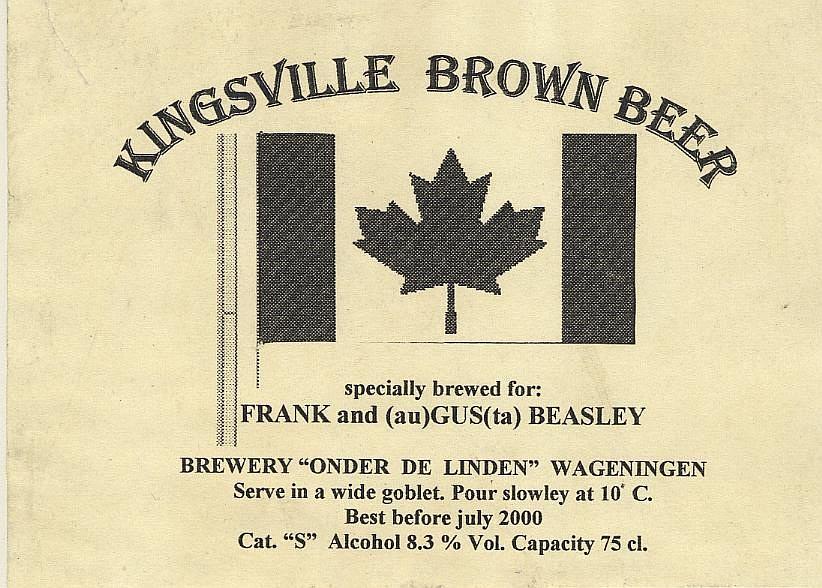 KINGSVILLE BROWN BEER
specially brewed for:
FRANK and (au)GUS(ta) BEASLEY
BREWERY “ONDER DE LINDEN” WAGENINGEN
Serve in a wide goblet. Pour slowley at 10° C.
Best before july 2000
Cat. “S” Alcohol 8.3 % Vol. Capacity 75 cl.